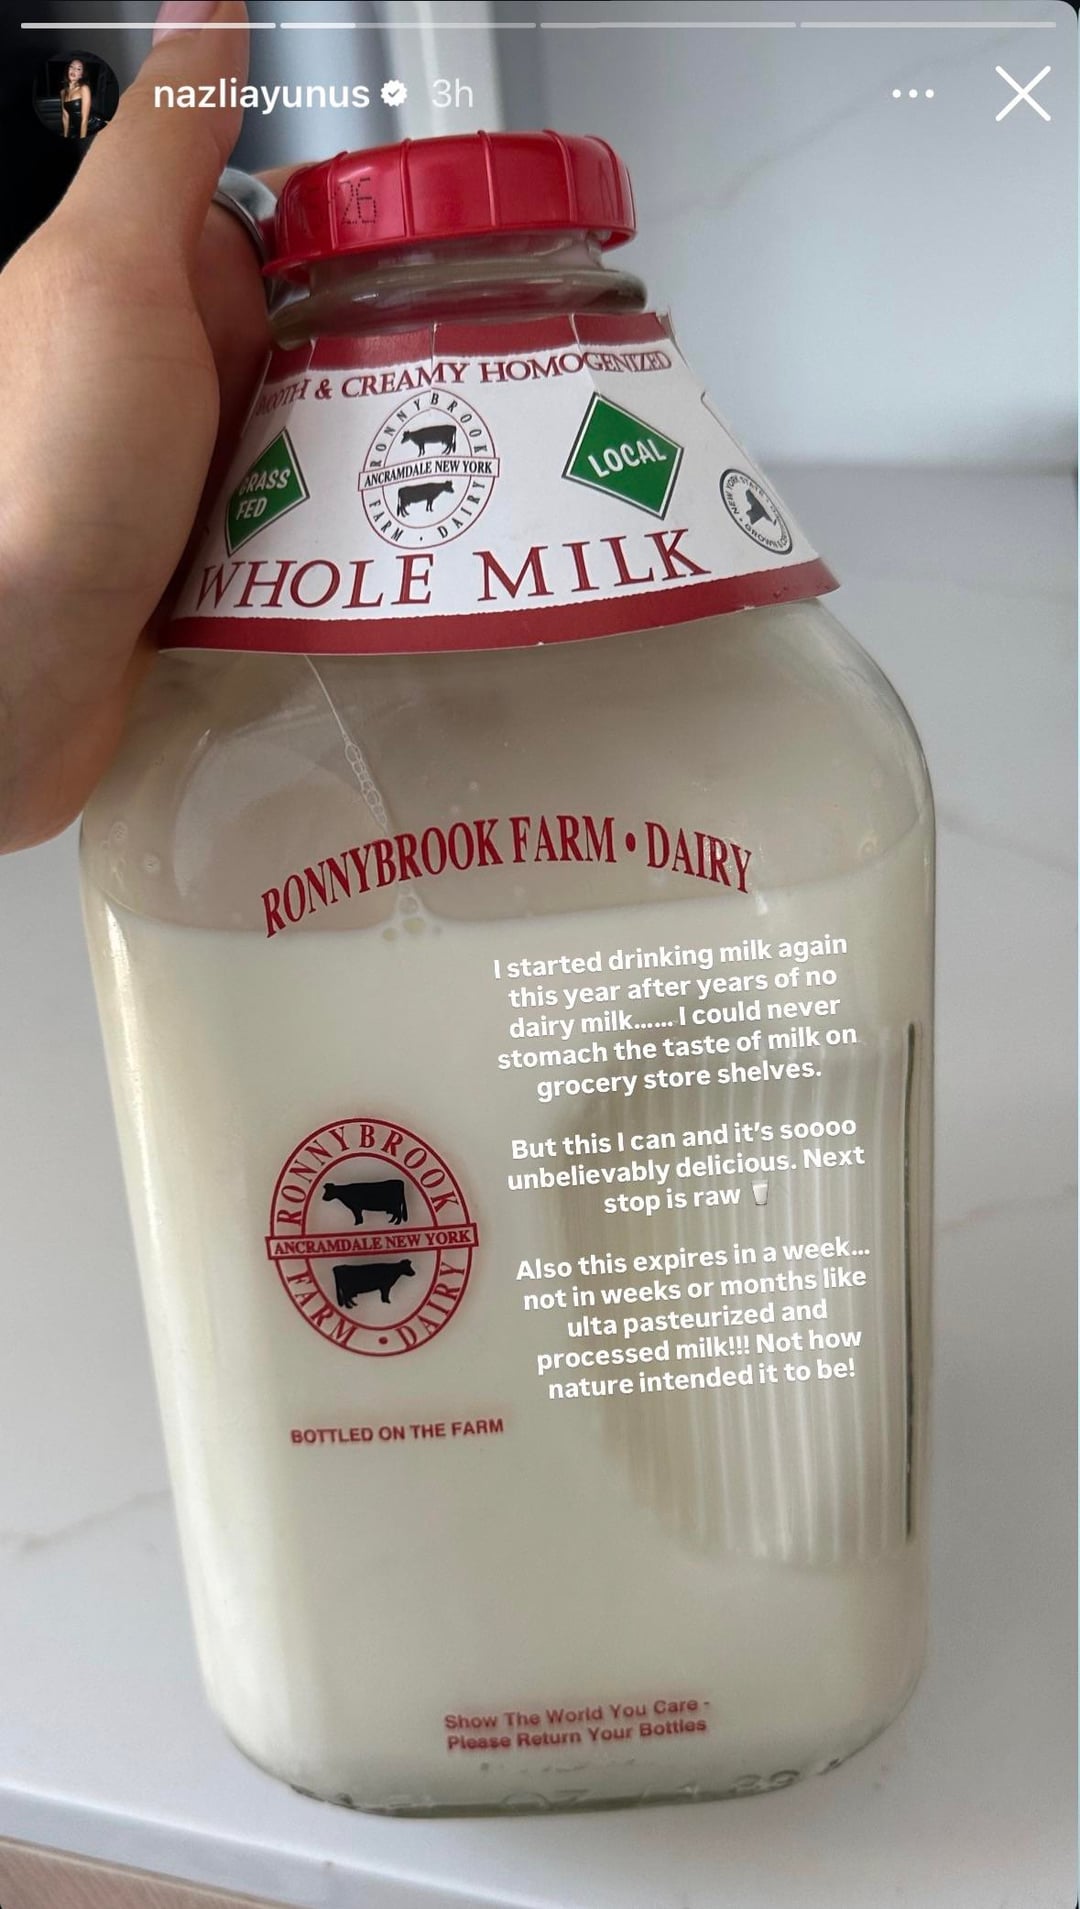 nazliayunus 3h
26
& CREAMY HOMOGENIZED
RONNYBROOK
GRASS
FED
ANCRAMDALE NEW YORK
LOCAL
FARM • DAIRY
NEW YORK STATE
GROWN
WHOLE MILK
RONNYBROOK FARM • DAIRY
I started drinking milk again
this year after years of no
dairy milk...... I could never
stomach the taste of milk on
grocery store shelves.
But this I can and it's soooo
unbelievably delicious. Next
stop is raw 🥛
Also this expires in a week...
not in weeks or months like
ulta pasteurized and
processed milk!!! Not how
nature intended it to be!
RONNYBROOK
ANCRAMDALE NEW YORK
FARM • DAIRY
BOTTLED ON THE FARM
Show The World You Care -
Please Return Your Bottles